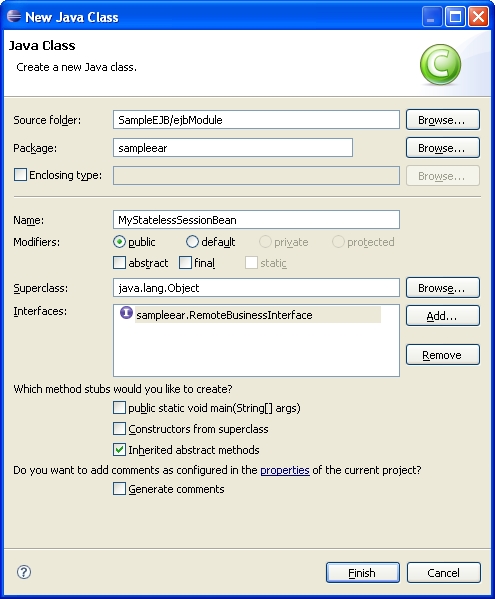 New Java Class
Java Class
Create a new Java class.
Source folder: SampleEJB/ejbModule Browse...
Package: sampleear Browse...
Enclosing type: Browse...
Name: MyStatelessSessionBean
Modifiers: public default private protected
abstract final static
Superclass: java.lang.Object Browse...
Interfaces: sampleear.RemoteBusinessInterface Add...
Remove
Which method stubs would you like to create?
public static void main(String[] args)
Constructors from superclass
Inherited abstract methods
Do you want to add comments as configured in the properties of the current project?
Generate comments
Finish Cancel